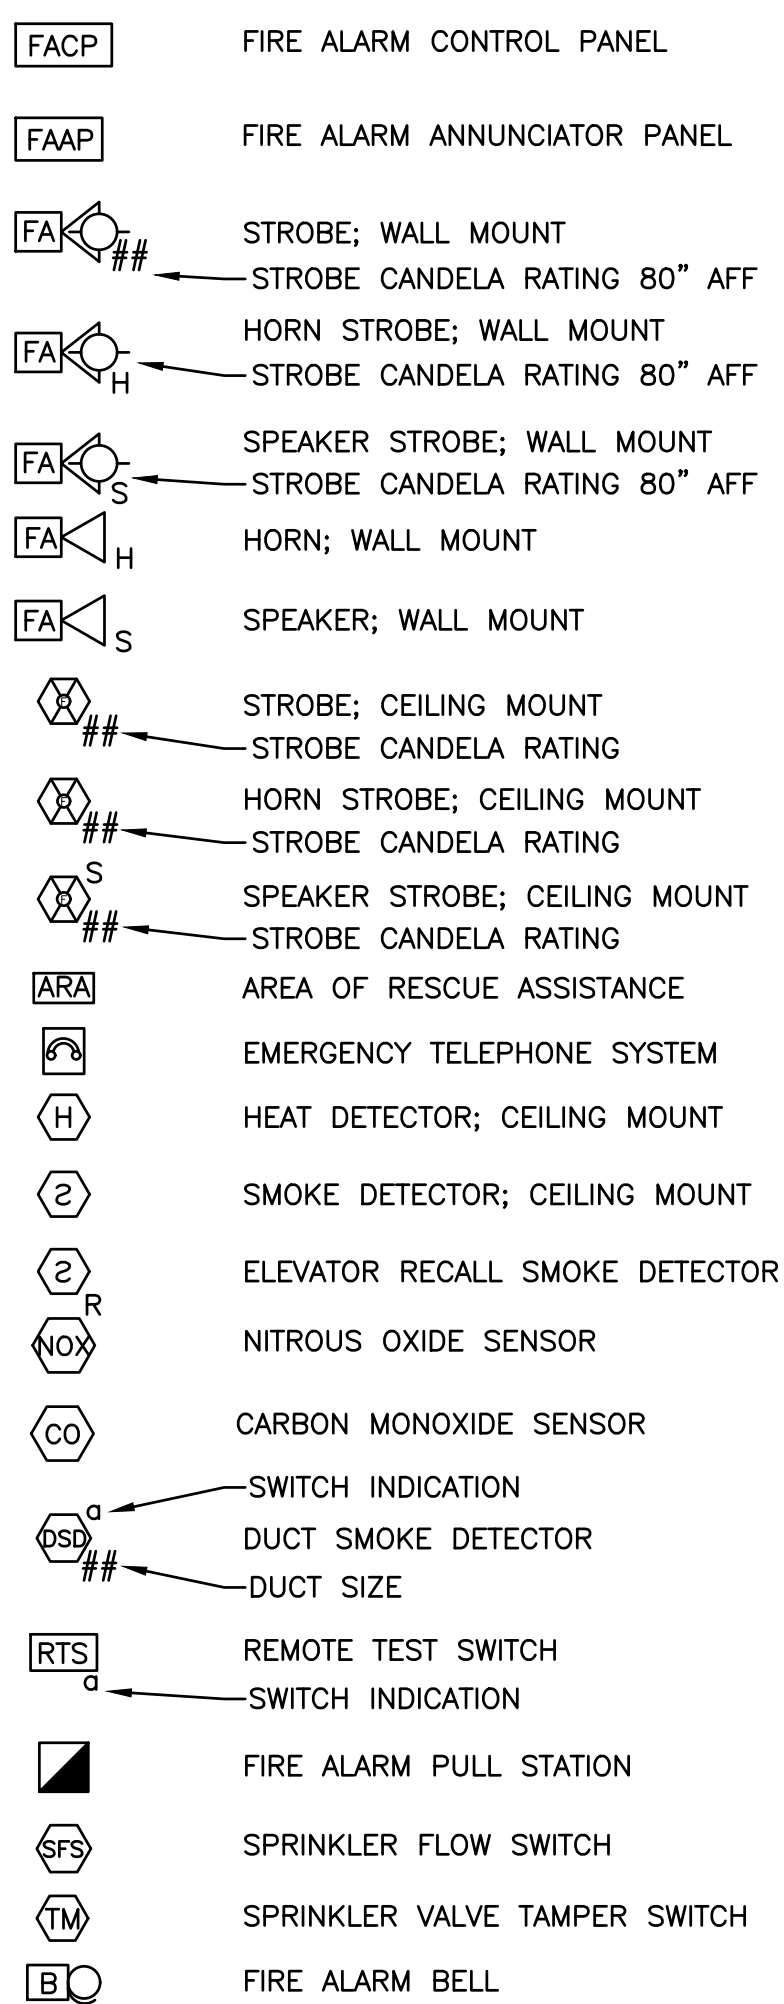 FACP FIRE ALARM CONTROL PANEL
FAAP FIRE ALARM ANNUNCIATOR PANEL
FA STROBE; WALL MOUNT
## STROBE CANDELA RATING 80” AFF
HORN STROBE; WALL MOUNT
FA STROBE CANDELA RATING 80” AFF
H
SPEAKER STROBE; WALL MOUNT
FA STROBE CANDELA RATING 80” AFF
S
FA HORN; WALL MOUNT
H
FA SPEAKER; WALL MOUNT
S
F STROBE; CEILING MOUNT
## STROBE CANDELA RATING
F HORN STROBE; CEILING MOUNT
## STROBE CANDELA RATING
S
F SPEAKER STROBE; CEILING MOUNT
## STROBE CANDELA RATING
ARA AREA OF RESCUE ASSISTANCE
EMERGENCY TELEPHONE SYSTEM
H HEAT DETECTOR; CEILING MOUNT
S SMOKE DETECTOR; CEILING MOUNT
S ELEVATOR RECALL SMOKE DETECTOR
R
NOX NITROUS OXIDE SENSOR
CO CARBON MONOXIDE SENSOR
a SWITCH INDICATION
DSD DUCT SMOKE DETECTOR
## DUCT SIZE
RTS REMOTE TEST SWITCH
a SWITCH INDICATION
FIRE ALARM PULL STATION
SFS SPRINKLER FLOW SWITCH
TM SPRINKLER VALVE TAMPER SWITCH
B FIRE ALARM BELL